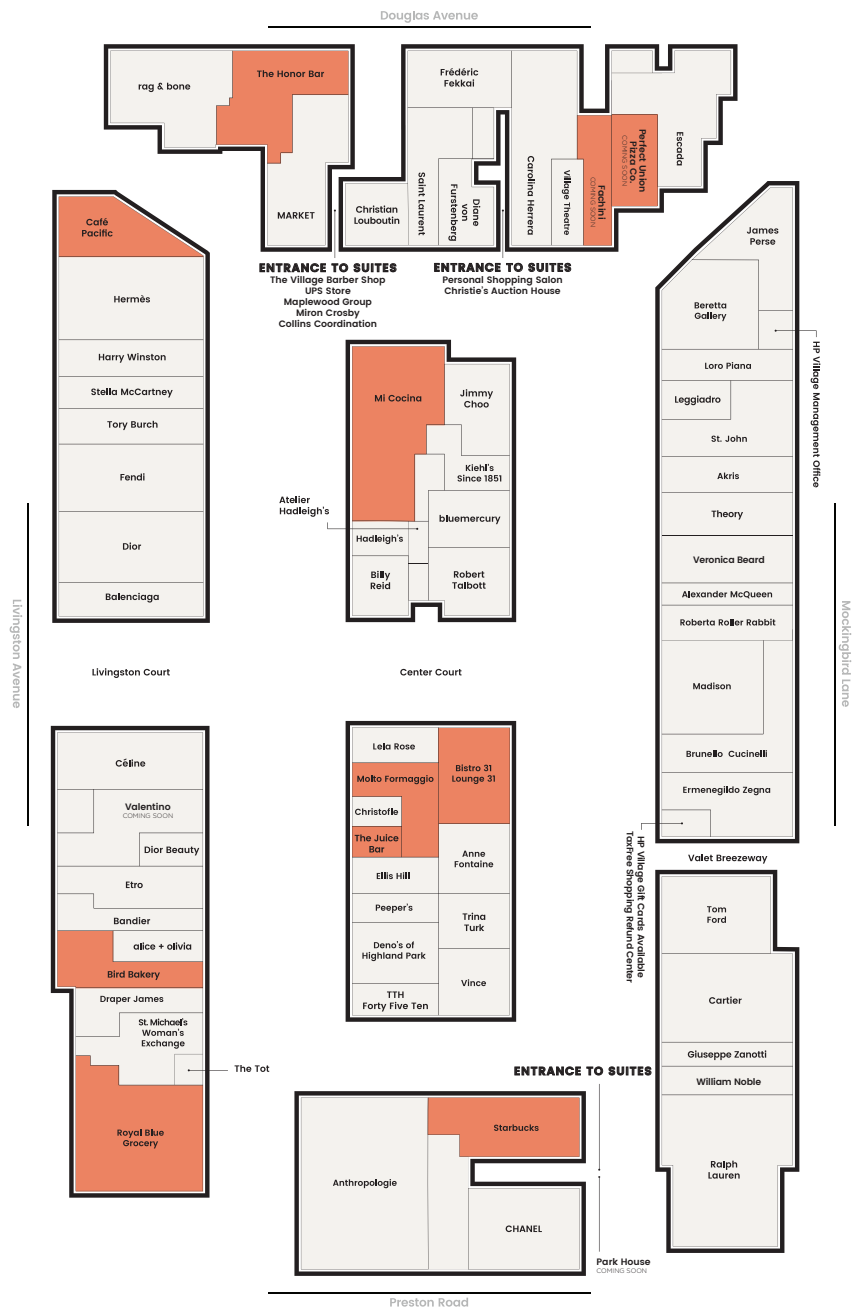 Douglas Avenue
rag & bone
The Honor Bar
MARKET
Frédéric
Fekkai
Christian
Louboutin
Saint Laurent
Diane
von
Furstenberg
Carolina Herrera
Village Theatre
Fachini
COMING SOON
Perfect Union
Pizza Co.
COMING SOON
Escada
ENTRANCE TO SUITES
The Village Barber Shop
UPS Store
Maplewood Group
Miron Crosby
Collins Coordination
ENTRANCE TO SUITES
Personal Shopping Salon
Christie's Auction House
Café
Pacific
Hermès
Harry Winston
Stella McCartney
Tory Burch
Fendi
Dior
Balenciaga
Mi Cocina
Jimmy
Choo
Kiehl's
Since 1851
bluemercury
Atelier
Hadleigh's
Hadleigh's
Billy
Reid
Robert
Talbott
James
Perse
Beretta
Gallery
HP Village Management Office
Loro Piana
Leggiadro
St. John
Akris
Theory
Veronica Beard
Alexander McQueen
Roberta Roller Rabbit
Madison
Brunello Cucinelli
Ermenegildo Zegna
HP Village Gift Cards Available
TaxFree Shopping Refund Center
Livingston Avenue
Mockingbird Lane
Livingston Court
Center Court
Valet Breezeway
Céline
Valentino
COMING SOON
Dior Beauty
Etro
Bandier
alice + olivia
Bird Bakery
Draper James
St. Michael's
Woman's
Exchange
The Tot
Royal Blue
Grocery
Lela Rose
Molto Formaggio
Christofle
The Juice
Bar
Bistro 31
Lounge 31
Ellis Hill
Anne
Fontaine
Peeper's
Trina
Turk
Deno's of
Highland Park
TTH
Forty Five Ten
Vince
Tom
Ford
Cartier
Giuseppe Zanotti
William Noble
Ralph
Lauren
ENTRANCE TO SUITES
Anthropologie
Starbucks
CHANEL
Park House
COMING SOON
Preston Road